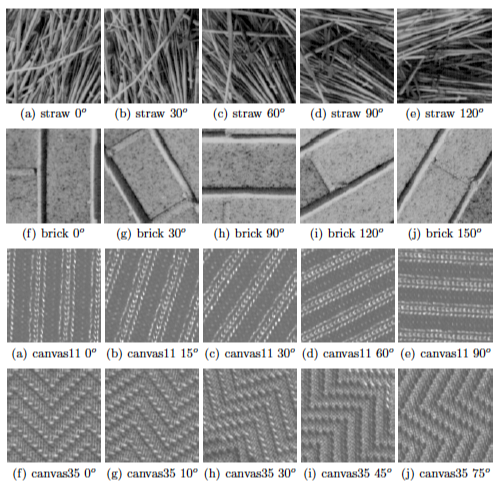 (a) straw 0° (b) straw 30° (c) straw 60° (d) straw 90° (e) straw 120°
(f) brick 0° (g) brick 30° (h) brick 90° (i) brick 120° (j) brick 150°
(a) canvas11 0° (b) canvas11 15° (c) canvas11 30° (d) canvas11 60° (e) canvas11 90°
(f) canvas35 0° (g) canvas35 10° (h) canvas35 30° (i) canvas35 45° (j) canvas35 75°